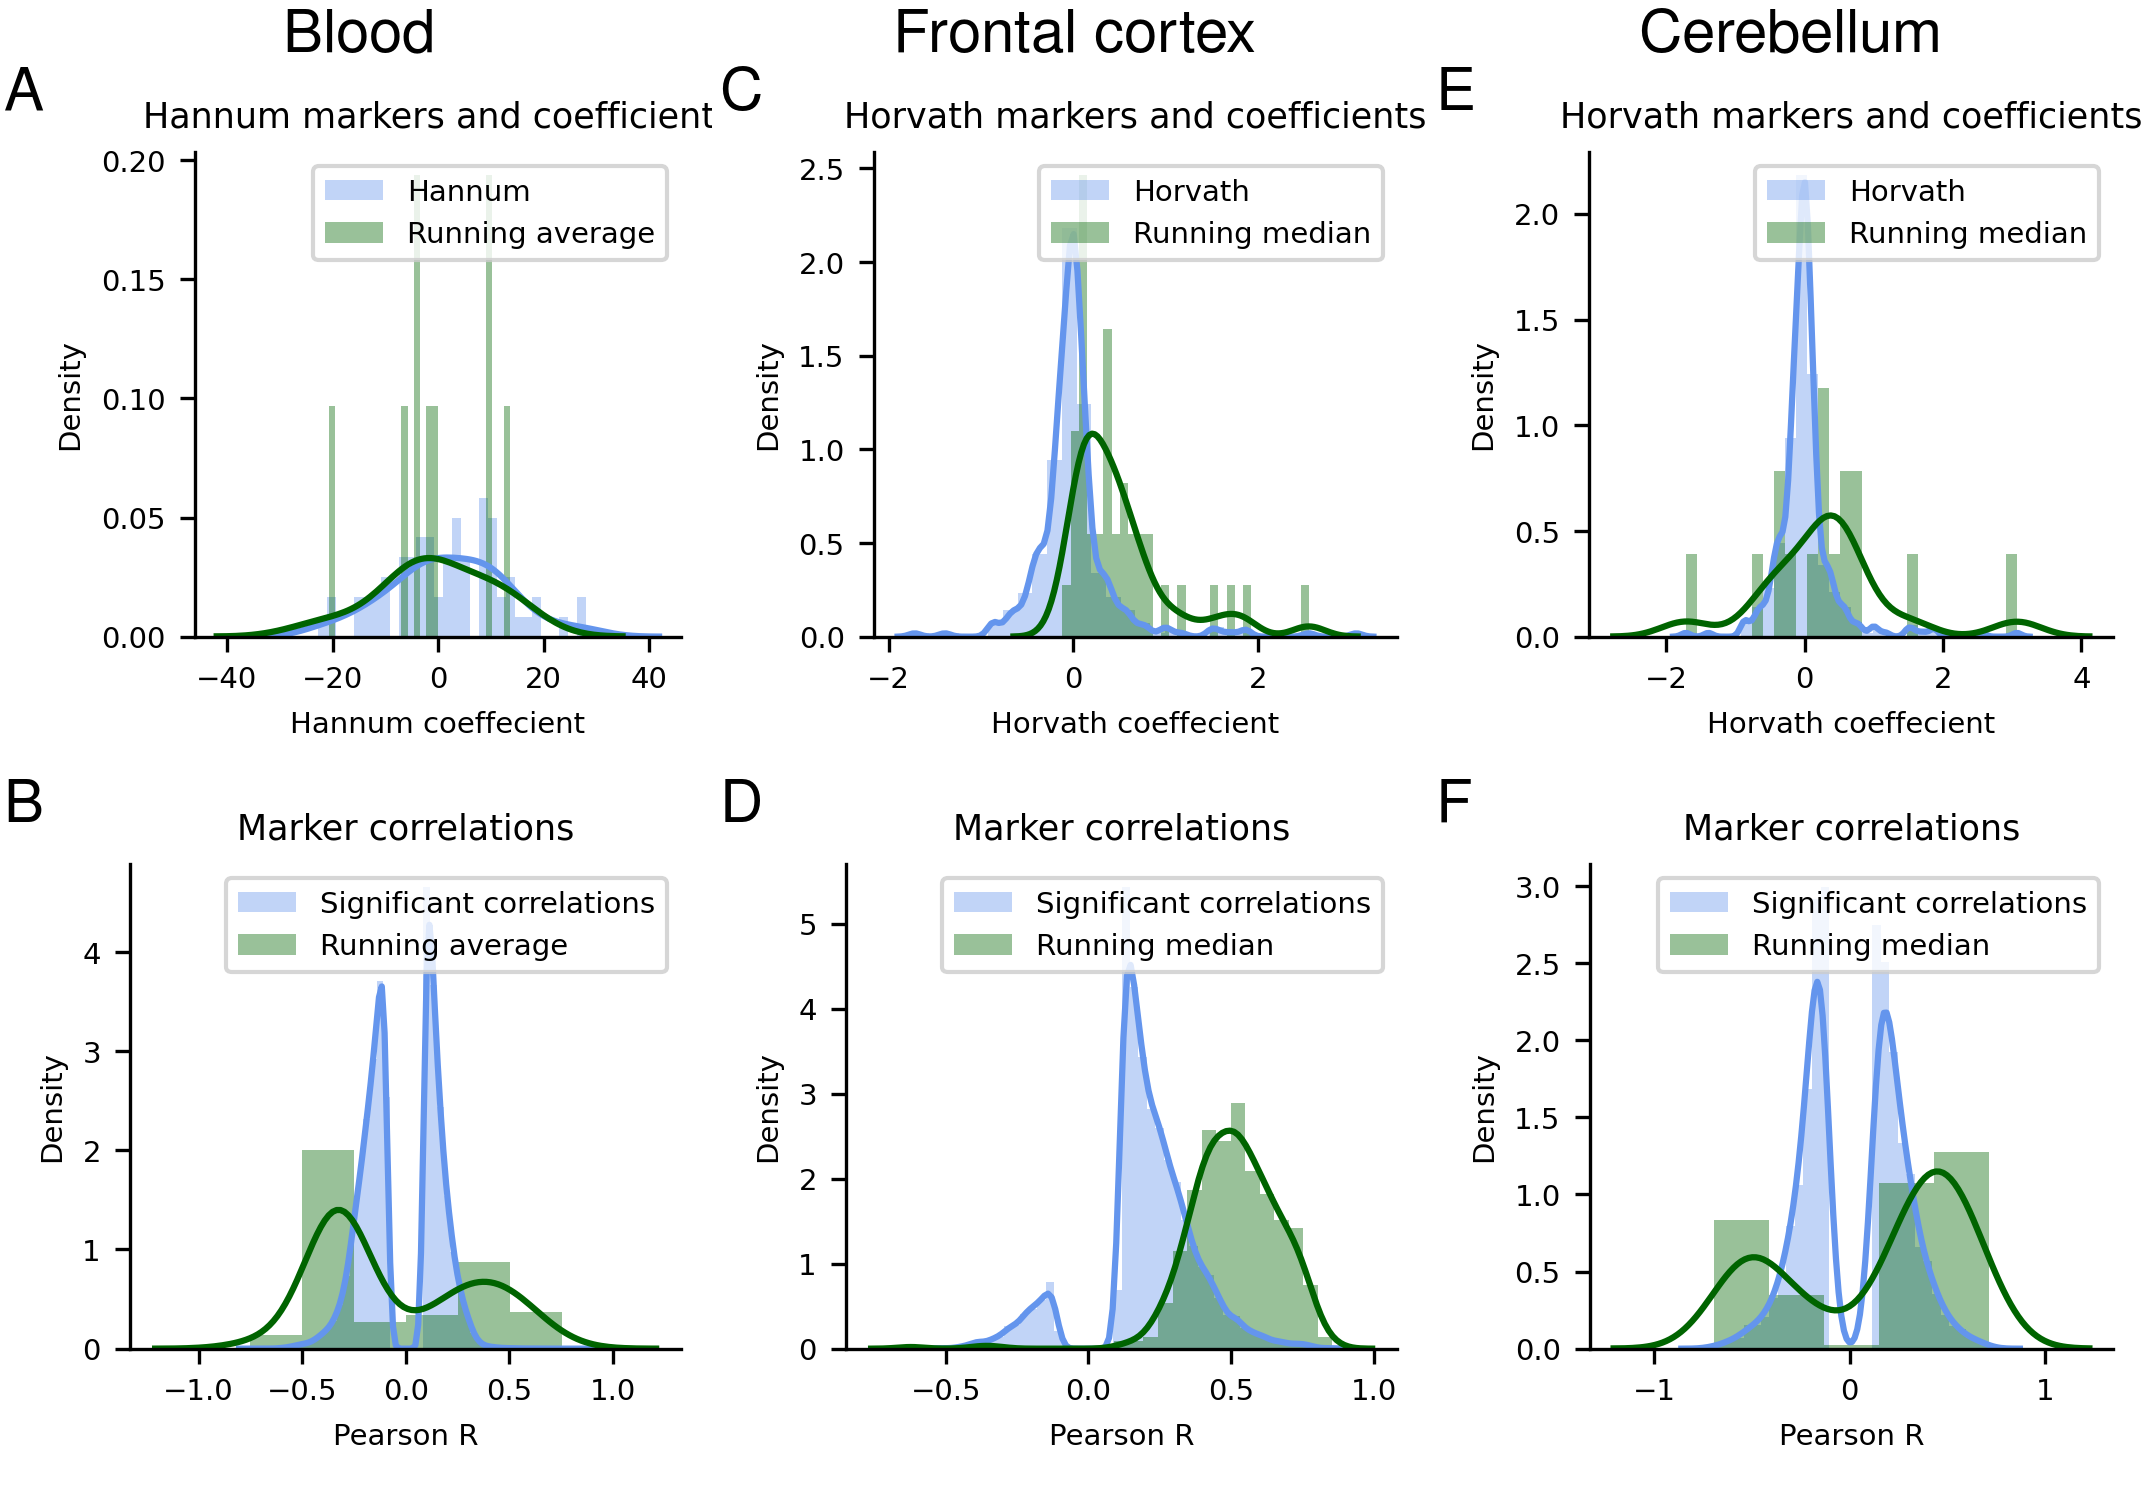 Blood
Frontal cortex
Cerebellum
A
Hannum markers and coefficient
Hannum
Running average
0.20
0.15
0.10
0.05
0.00
Density
−40 −20 0 20 40
Hannum coeffecient
C
Horvath markers and coefficients
Horvath
Running median
2.5
2.0
1.5
1.0
0.5
0.0
Density
−2 0 2
Horvath coeffecient
E
Horvath markers and coefficients
Horvath
Running median
2.0
1.5
1.0
0.5
0.0
Density
−2 0 2 4
Horvath coeffecient
B
Marker correlations
Significant correlations
Running average
4
3
2
1
0
Density
−1.0 −0.5 0.0 0.5 1.0
Pearson R
D
Marker correlations
Significant correlations
Running median
5
4
3
2
1
0
Density
−0.5 0.0 0.5 1.0
Pearson R
F
Marker correlations
Significant correlations
Running median
3.0
2.5
2.0
1.5
1.0
0.5
0.0
Density
−1 0 1
Pearson R